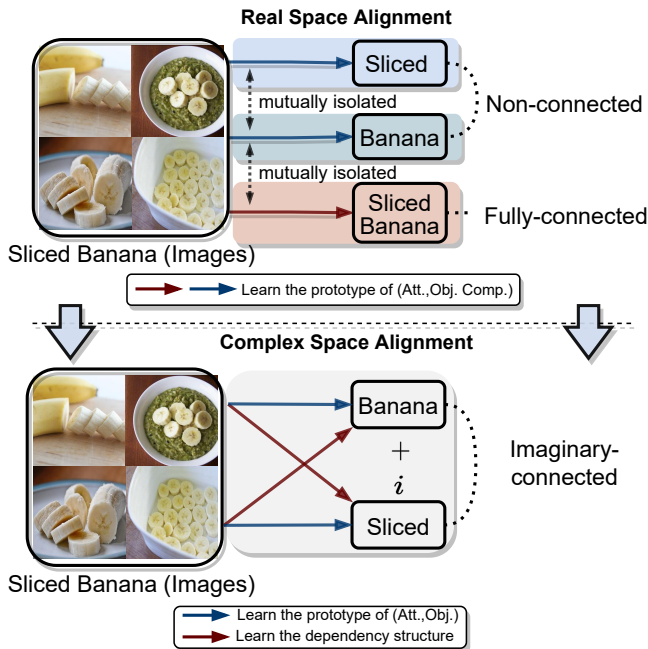 Real Space Alignment
Sliced
mutually isolated
Non-connected
Banana
mutually isolated
Sliced
Banana
Fully-connected
Sliced Banana (Images)
Learn the prototype of (Att.,Obj. Comp.)
Complex Space Alignment
Banana
+
i
Imaginary-
connected
Sliced
Sliced Banana (Images)
Learn the prototype of (Att.,Obj.)
Learn the dependency structure